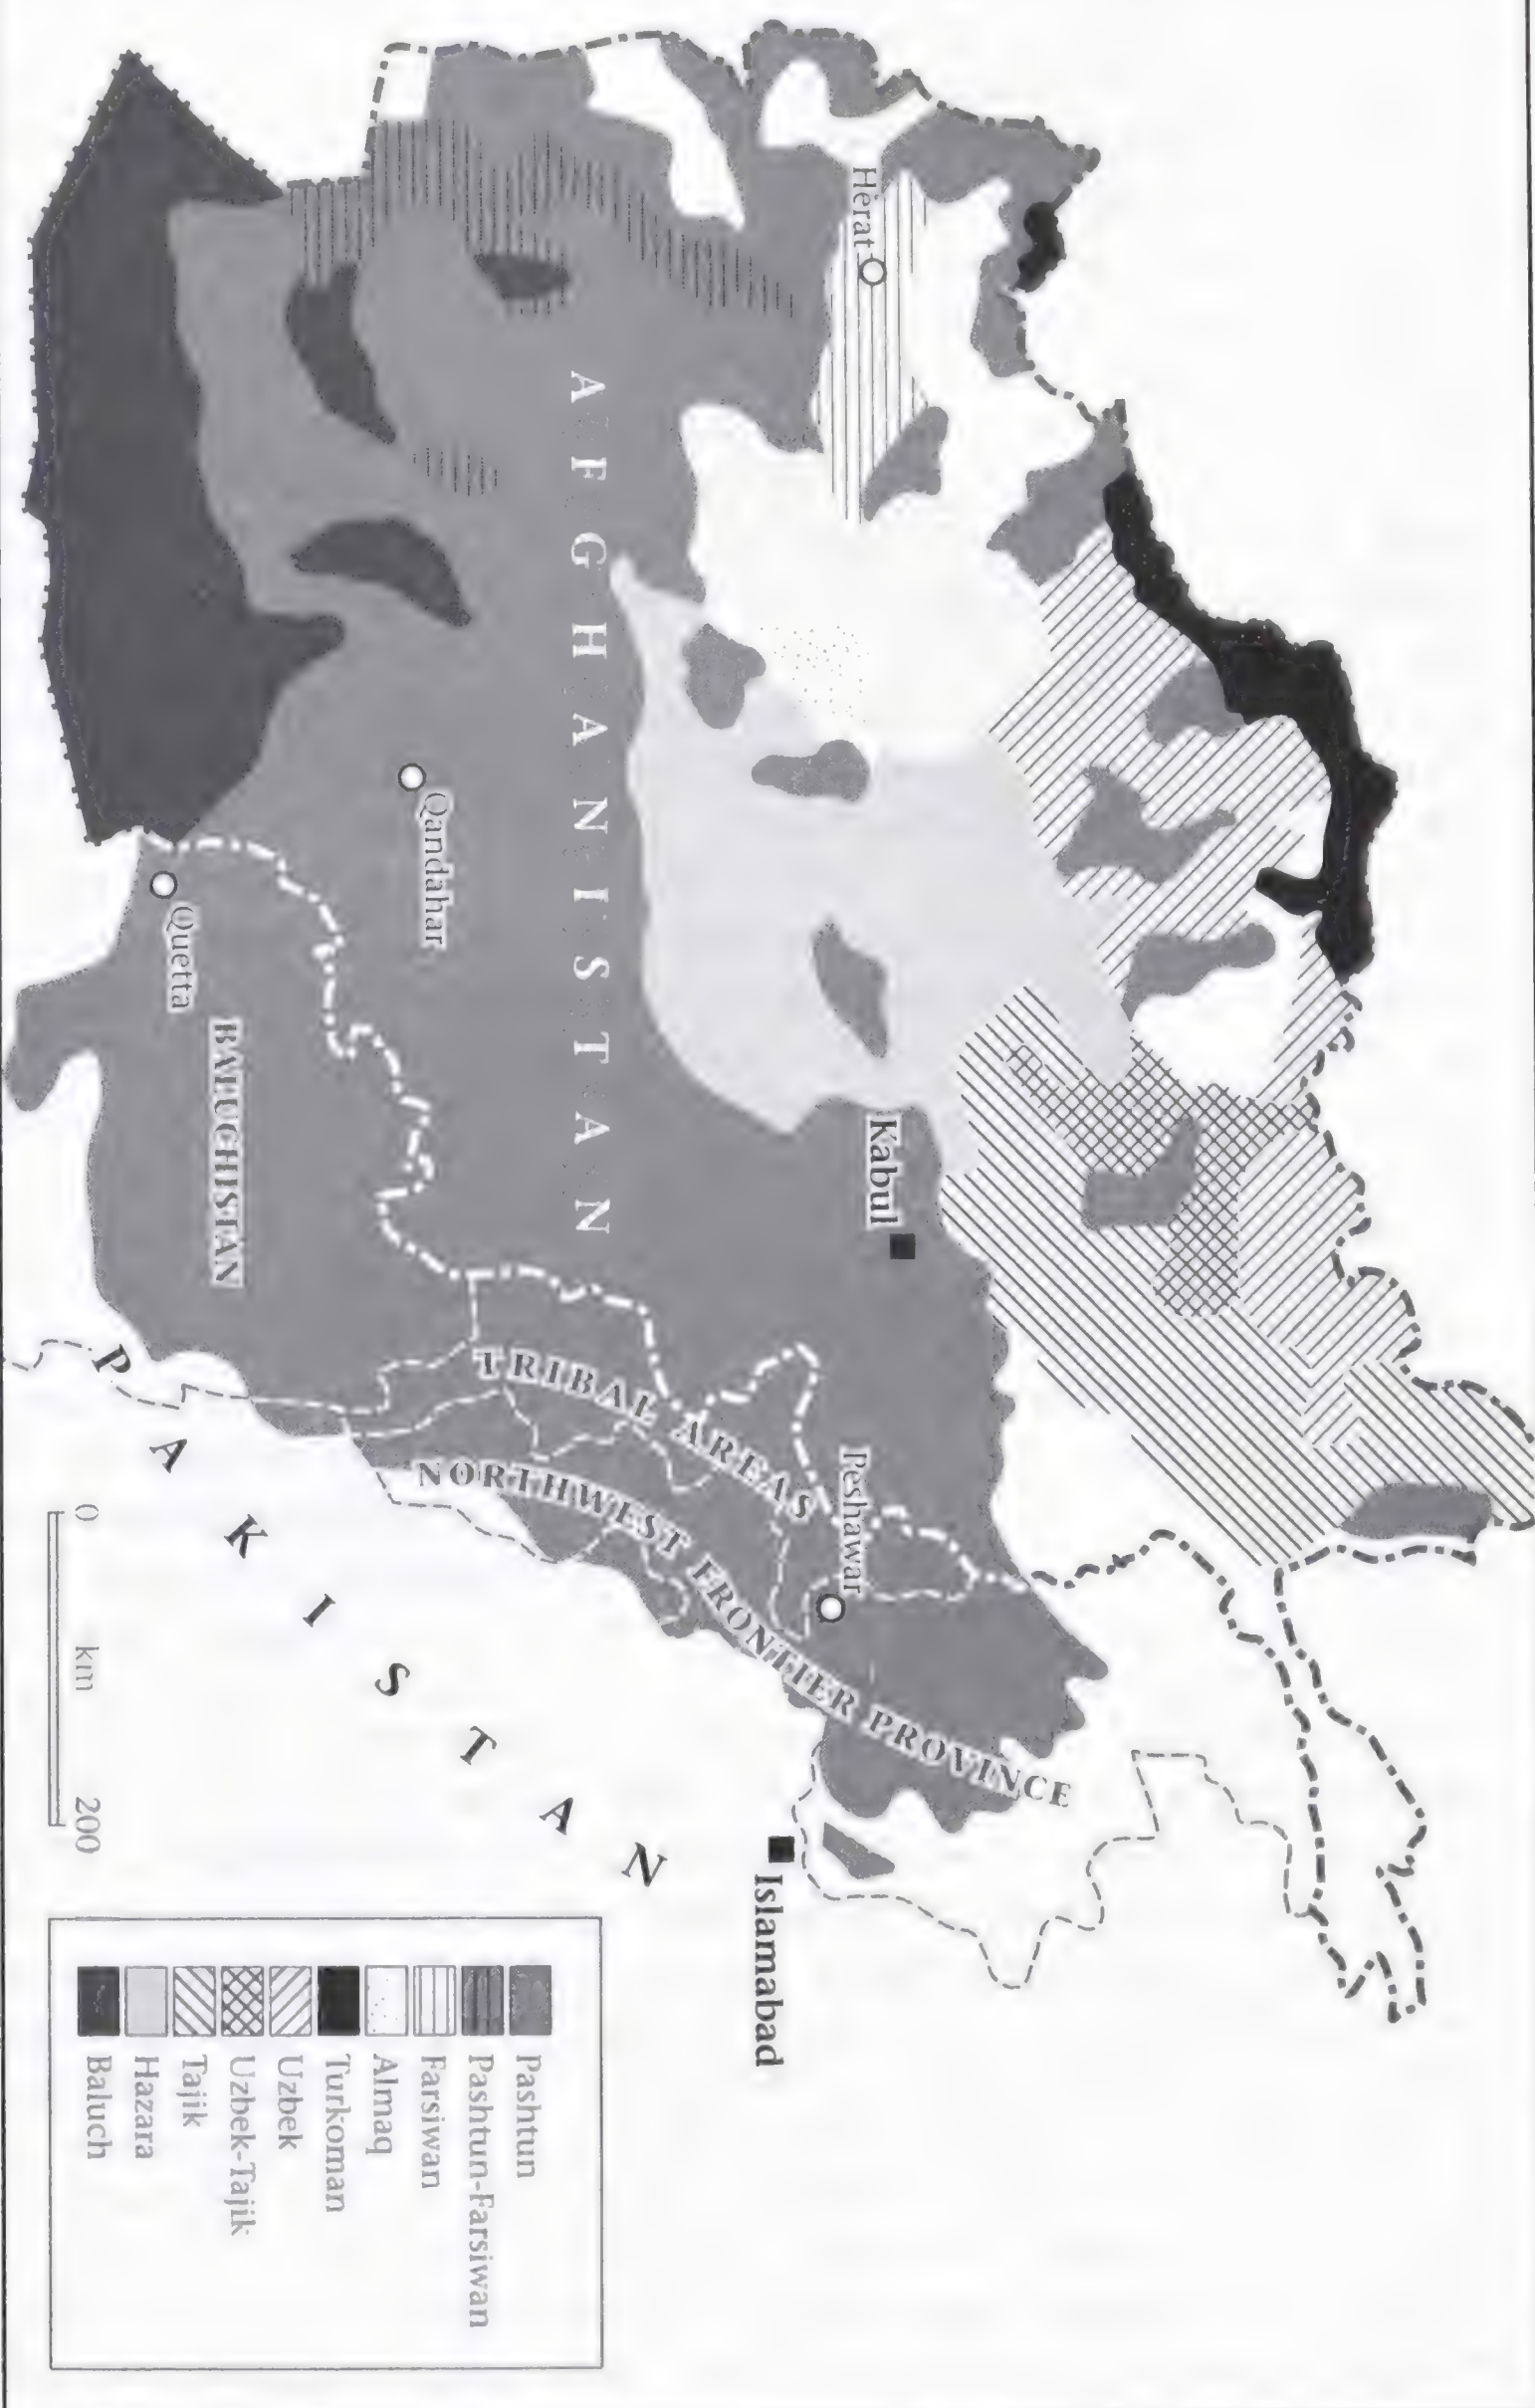 Herat
AFGHANISTAN
Kabul
Qandahar
Quetta
BALUCHISTAN
TRIBAL AREAS
NORTHWEST FRONTIER PROVINCE
Peshawar
Islamabad
PAKISTAN
0 km 200
Pashtun
Pashtun-Farsiwan
Farsiwan
Almaq
Turkoman
Uzbek
Uzbek-Tajik
Tajik
Hazara
Baluch